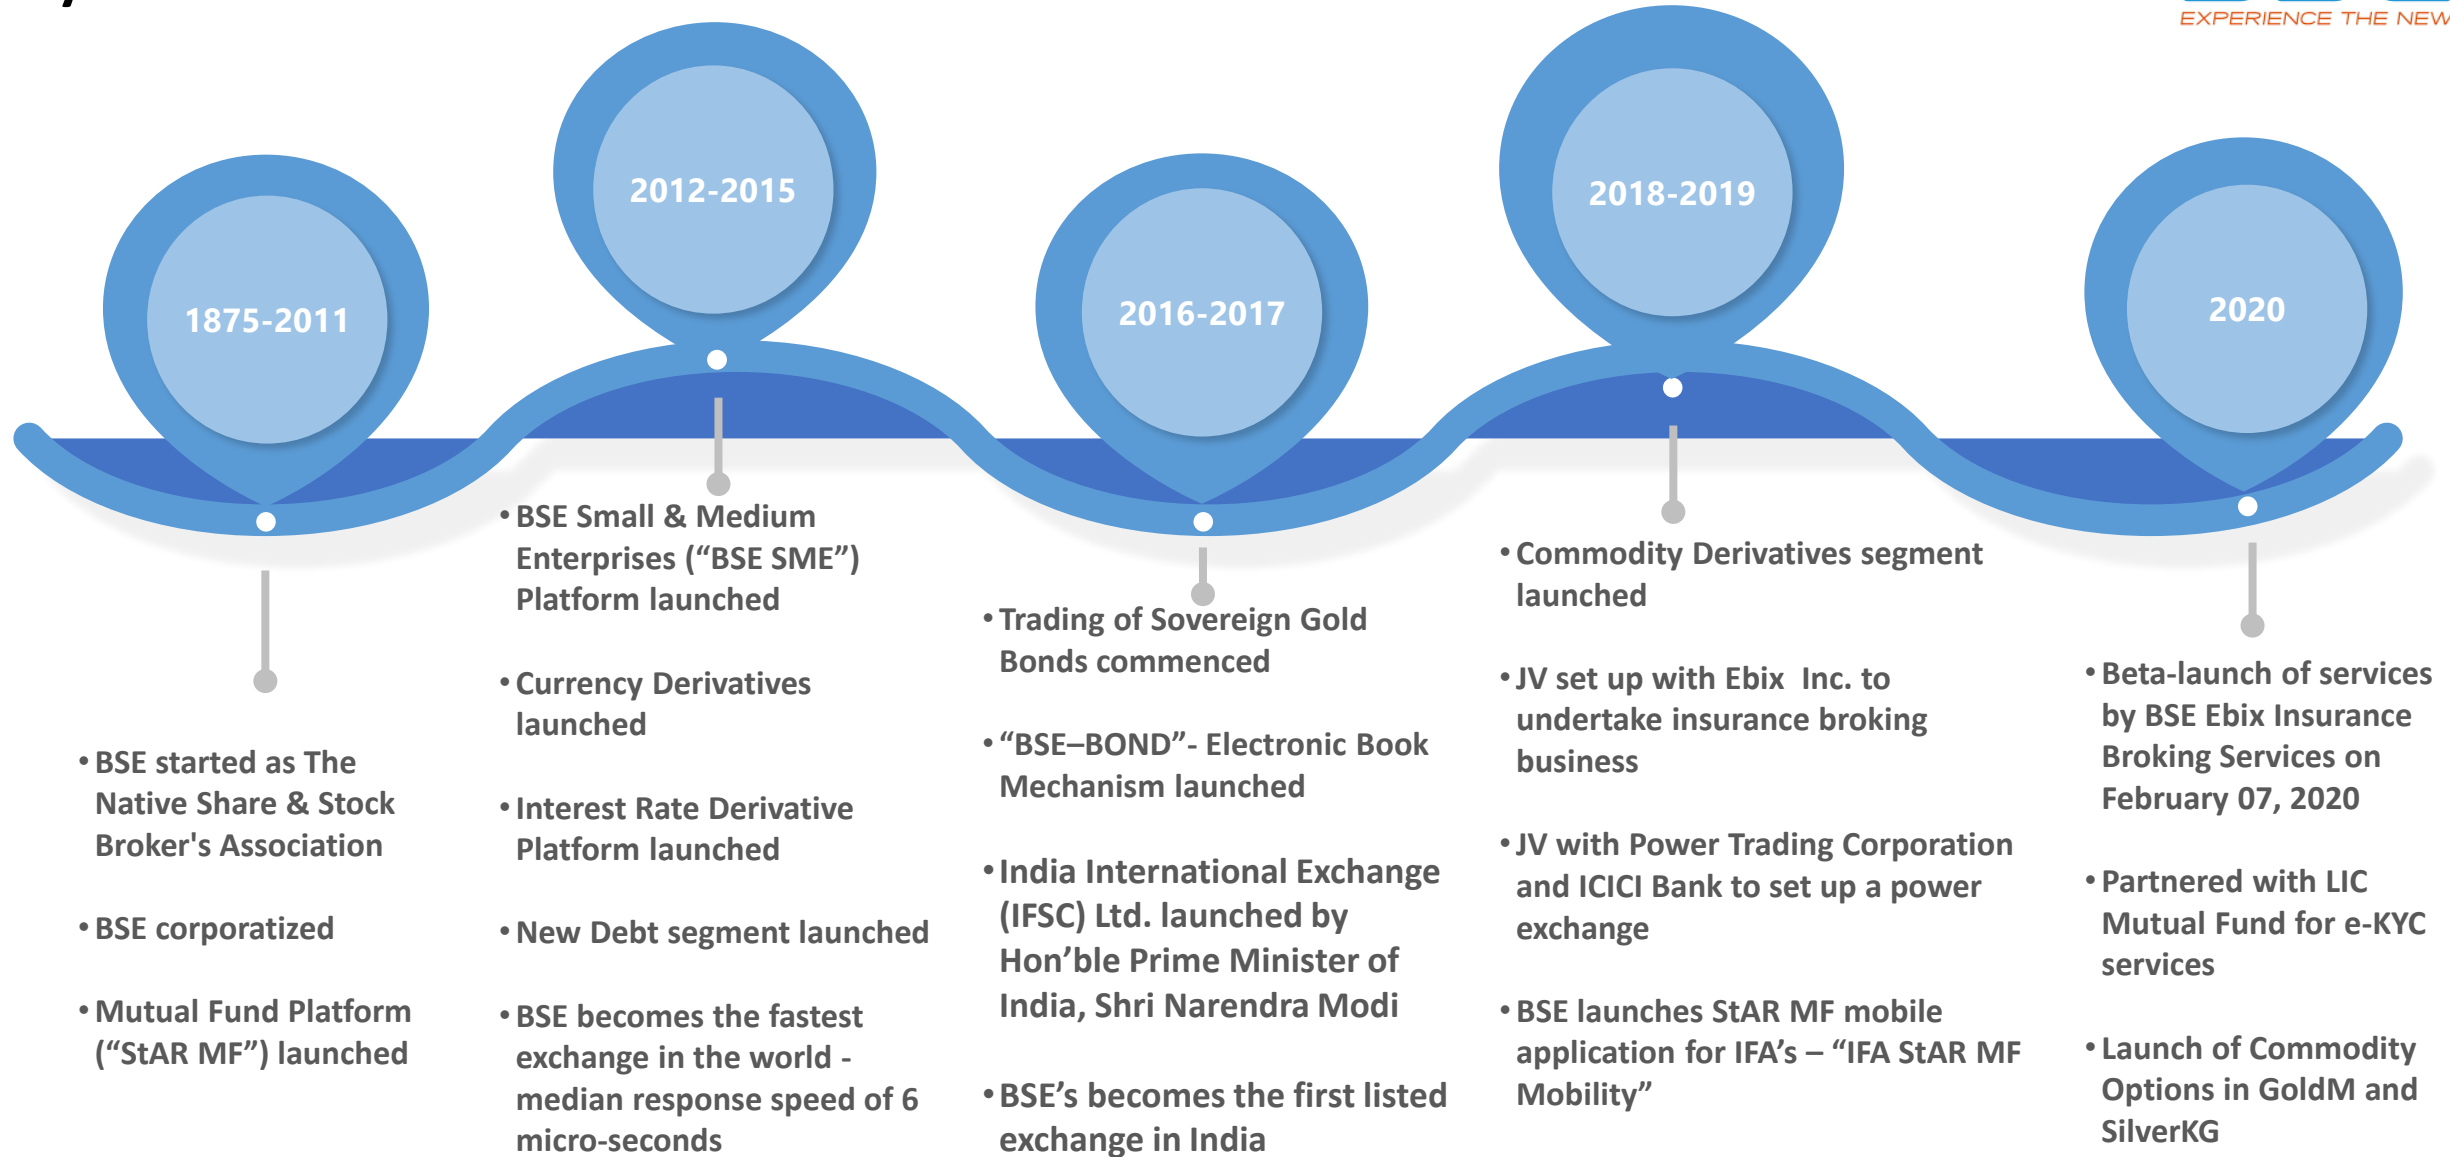 EXPERIENCE THE NEW
1875-2011
• BSE started as The
Native Share & Stock
Broker's Association
• BSE corporatized
• Mutual Fund Platform
(“StAR MF”) launched
2012-2015
• BSE Small & Medium
Enterprises (“BSE SME”)
Platform launched
• Currency Derivatives
launched
• Interest Rate Derivative
Platform launched
• New Debt segment launched
• BSE becomes the fastest
exchange in the world -
median response speed of 6
micro-seconds
2016-2017
• Trading of Sovereign Gold
Bonds commenced
• “BSE–BOND”- Electronic Book
Mechanism launched
• India International Exchange
(IFSC) Ltd. launched by
Hon’ble Prime Minister of
India, Shri Narendra Modi
• BSE’s becomes the first listed
exchange in India
2018-2019
• Commodity Derivatives segment
launched
• JV set up with Ebix  Inc. to
undertake insurance broking
business
• JV with Power Trading Corporation
and ICICI Bank to set up a power
exchange
• BSE launches StAR MF mobile
application for IFA’s – “IFA StAR MF
Mobility”
2020
• Beta-launch of services
by BSE Ebix Insurance
Broking Services on
February 07, 2020
• Partnered with LIC
Mutual Fund for e-KYC
services
• Launch of Commodity
Options in GoldM and
SilverKG